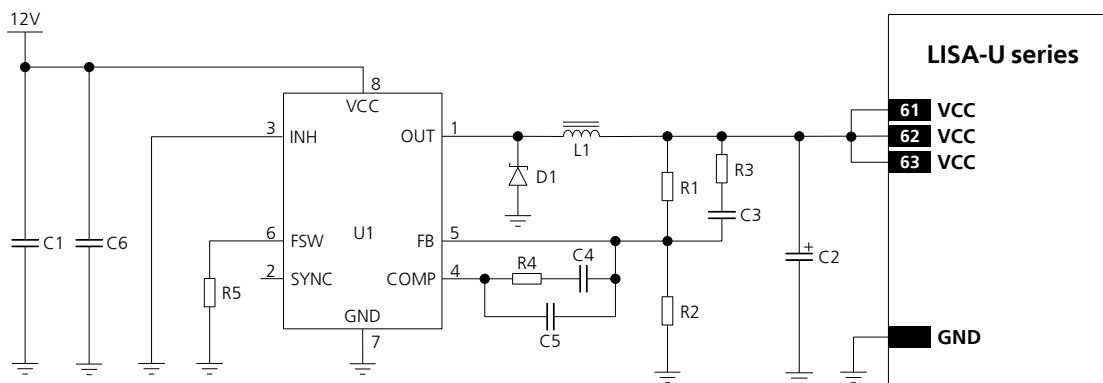 12V
LISA-U series
8
VCC
61 VCC
3 INH
OUT 1
62 VCC
L1
63 VCC
D1
R1
R3
C3
C1
C6
6 FSW
U1
FB 5
C2
+
2 SYNC
COMP 4
R4
C4
R5
R2
GND
C5
7
GND